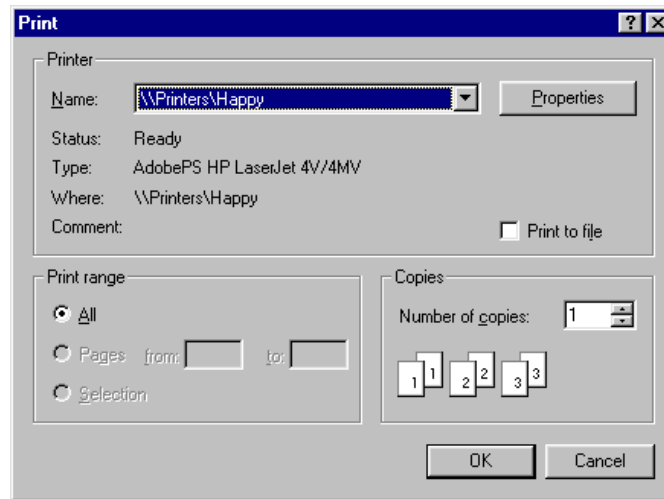 Print
Printer
Name: \\Printers\Happy Properties
Status: Ready
Type: AdobePS HP LaserJet 4V/4MV
Where: \\Printers\Happy
Comment: Print to file
Print range
All
Pages from: to:
Selection
Copies
Number of copies: 1
1 1 2 2 3 3
OK Cancel